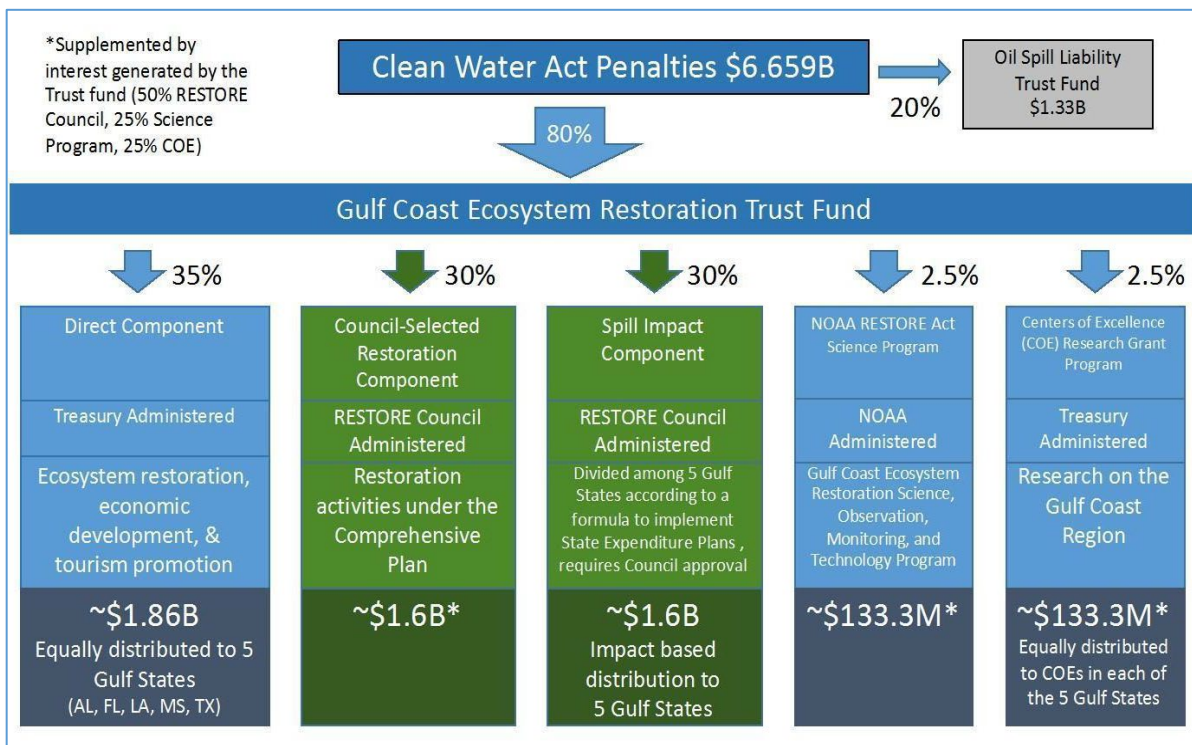 *Supplemented by
interest generated by the
Trust fund (50% RESTORE
Council, 25% Science
Program, 25% COE)
Clean Water Act Penalties $6.659B
20%
Oil Spill Liability
Trust Fund
$1.33B
80%
Gulf Coast Ecosystem Restoration Trust Fund
35%
30%
30%
2.5%
2.5%
Direct Component
Treasury Administered
Ecosystem restoration,
economic
development, &
tourism promotion
~$1.86B
Equally distributed to 5
Gulf States
(AL, FL, LA, MS, TX)
Council-Selected
Restoration
Component
RESTORE Council
Administered
Restoration
activities under the
Comprehensive
Plan
~$1.6B*
Spill Impact
Component
RESTORE Council
Administered
Divided among 5 Gulf
States according to a
formula to implement
State Expenditure Plans ,
requires Council approval
~$1.6B
Impact based
distribution to
5 Gulf States
NOAA RESTORE Act
Science Program
NOAA
Administered
Gulf Coast Ecosystem
Restoration Science,
Observation,
Monitoring, and
Technology Program
~$133.3M*
Centers of Excellence
(COE) Research Grant
Program
Treasury
Administered
Research on the
Gulf Coast
Region
~$133.3M*
Equally distributed
to COEs in each of
the 5 Gulf States